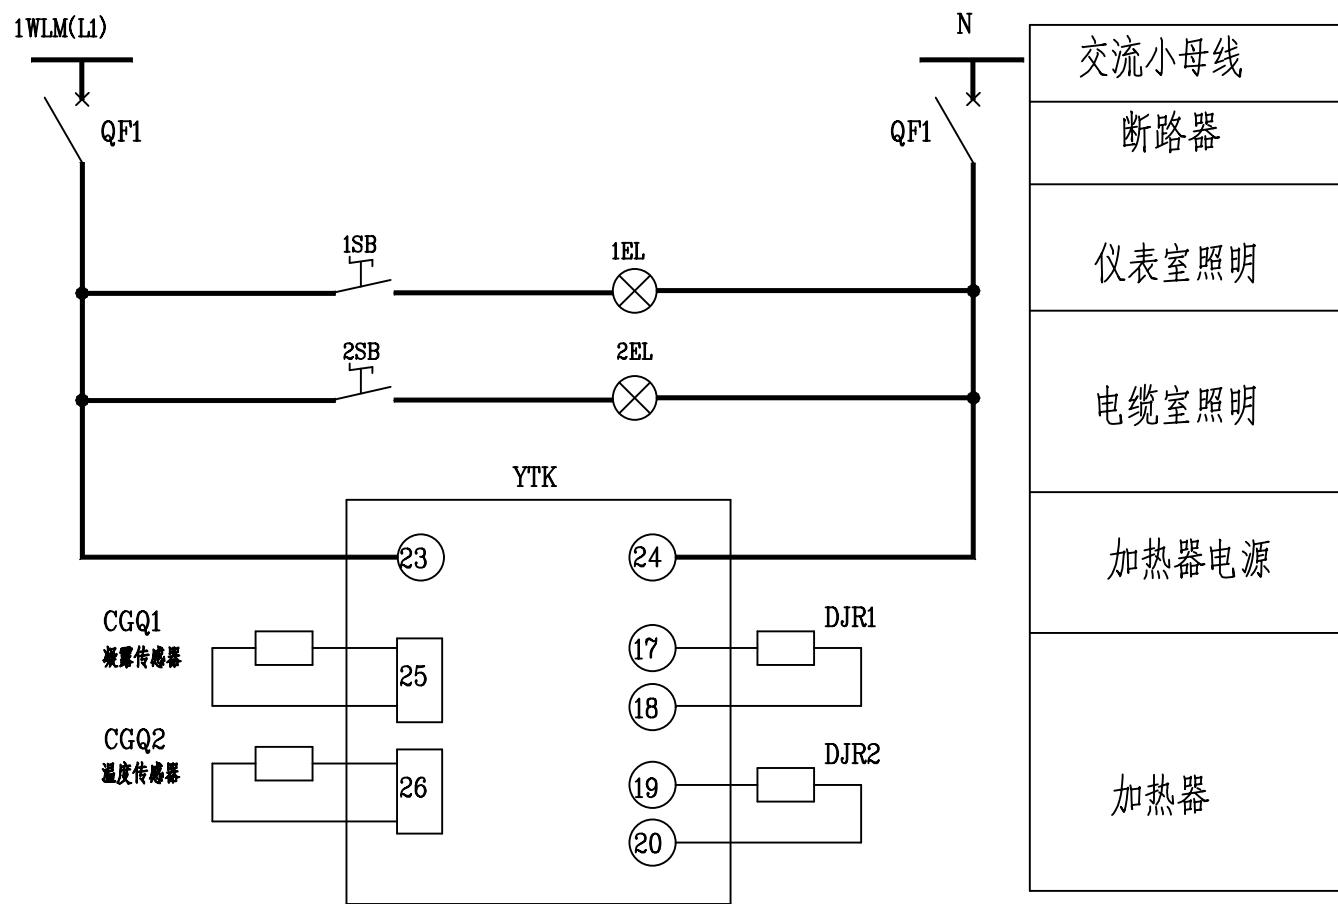 1WLM(L1)
N
交流小母线
QF1
QF1
断路器
1SB
1EL
仪表室照明
2SB
2EL
电缆室照明
YTK
23
24
加热器电源
CGQ1
凝露传感器
25
17
18
DJR1
CGQ2
温度传感器
26
19
20
DJR2
加热器